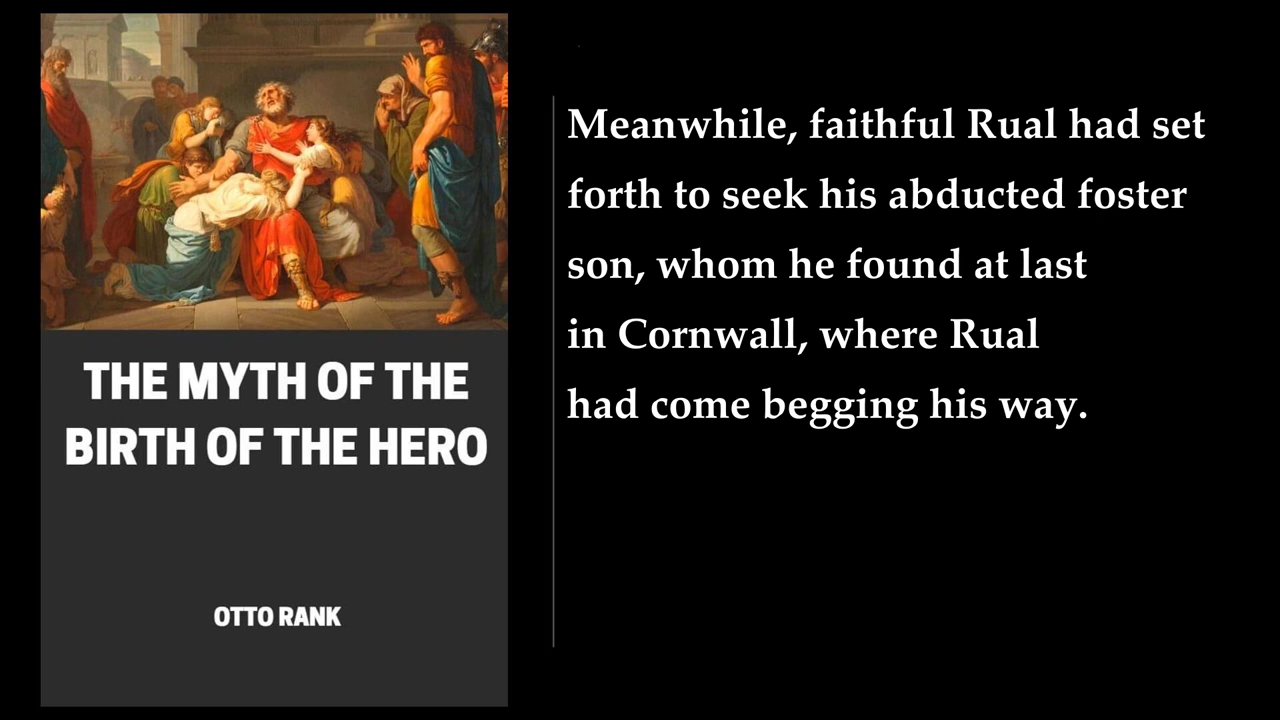 THE MYTH OF THE
BIRTH OF THE HERO
OTTO RANK
Meanwhile, faithful Rual had set
forth to seek his abducted foster
son, whom he found at last
in Cornwall, where Rual
had come begging his way.